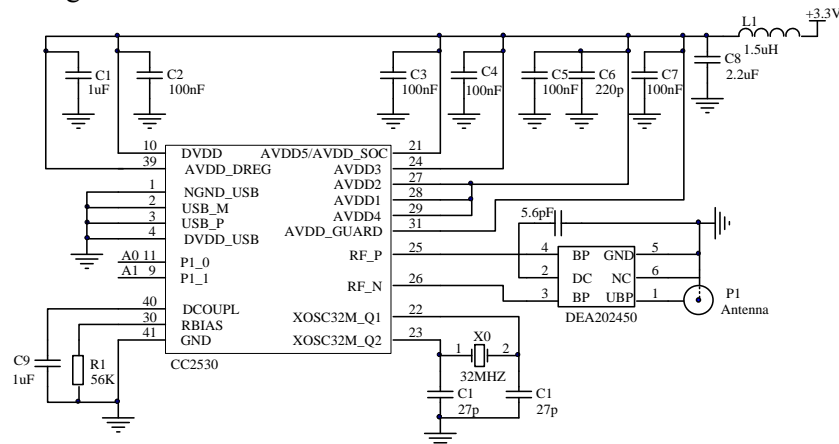 +3.3V
L1
1.5uH
C1
1uF
C2
100nF
C3
100nF
C4
100nF
C5
100nF
C6
220p
C7
100nF
C8
2.2uF
10 DVDD AVDD5/AVDD_SOC 21
39 AVDD_DREG AVDD3 24
AVDD2 27
1 NGND_USB AVDD1 28
2 USB_M AVDD4 29
3 USB_P AVDD_GUARD 31
4 DVDD_USB
A0 11 P1_0 RF_P 25
A1 9 P1_1
RF_N 26
40 DCOUPL XOSC32M_Q1 22
30 RBIAS
41 GND XOSC32M_Q2 23
CC2530
5.6pF
4 BP GND 5
2 DC NC 6
3 BP UBP 1
DEA202450
P1
Antenna
C9
1uF
R1
56K
X0
1 2
32MHZ
C1
27p
C1
27p